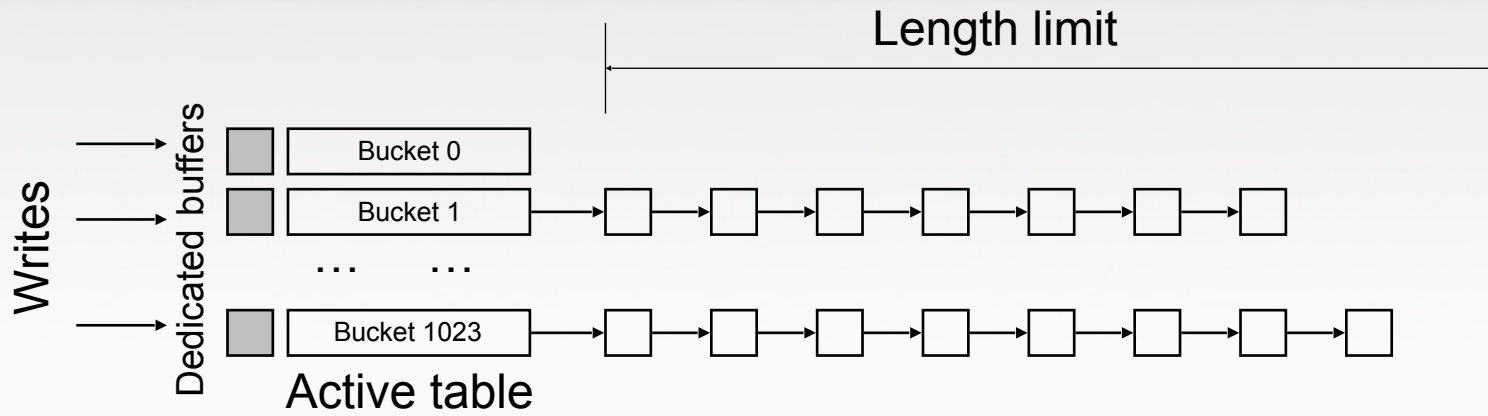 Length limit
Writes
Dedicated buffers
Bucket 0
Bucket 1
... ...
Bucket 1023
Active table